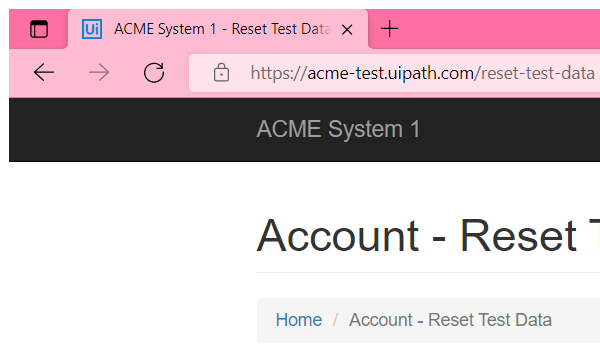 Ui ACME System 1 - Reset Test Data
https://acme-test.uipath.com/reset-test-data
ACME System 1
Account - Reset
Home / Account - Reset Test Data